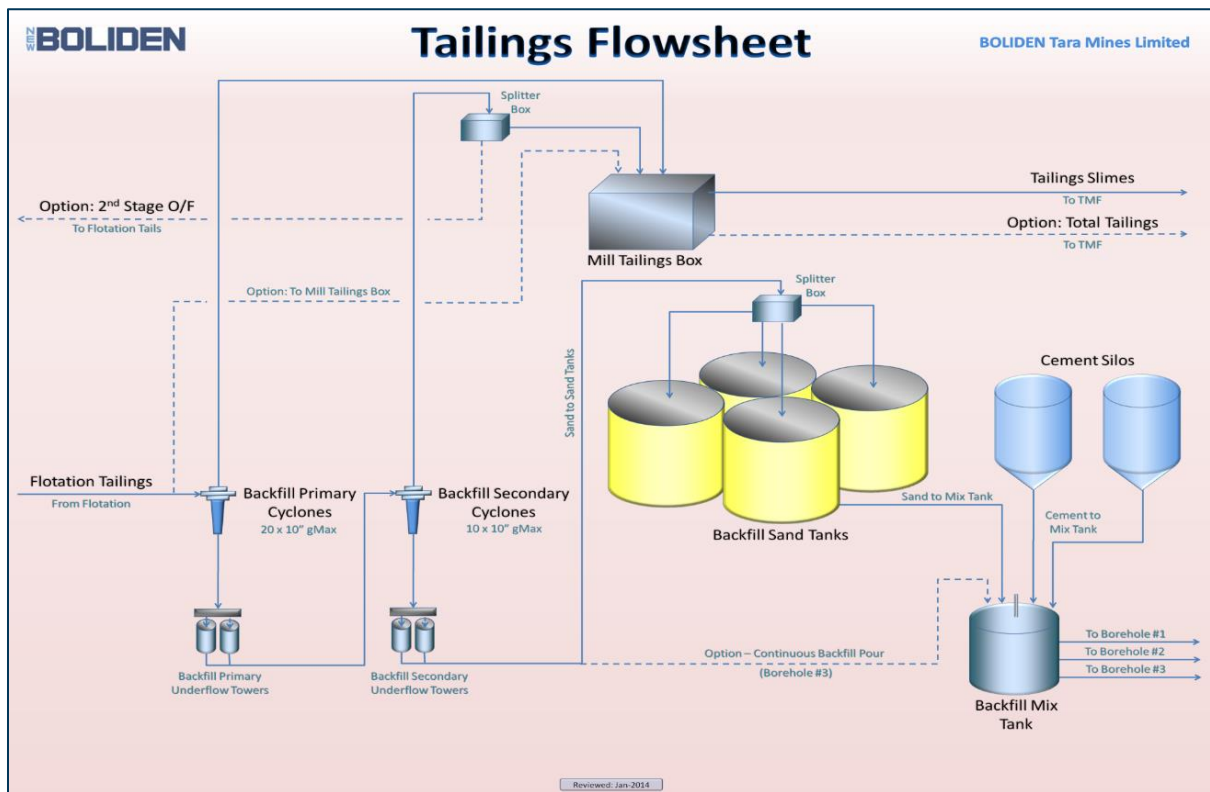 NEW BOLIDEN
Tailings Flowsheet
BOLIDEN Tara Mines Limited
Splitter
Box
Option: 2nd Stage O/F
To Flotation Tails
Tailings Slimes
To TMF
Option: Total Tailings
To TMF
Mill Tailings Box
Option: To Mill Tailings Box
Splitter
Box
Sand to Sand Tanks
Cement Silos
Flotation Tailings
From Flotation
Backfill Primary
Cyclones
20 x 10" gMax
Backfill Secondary
Cyclones
10 x 10" gMax
Sand to Mix Tank
Backfill Sand Tanks
Cement to
Mix Tank
Backfill Primary
Underflow Towers
Backfill Secondary
Underflow Towers
Option – Continuous Backfill Pour
(Borehole #3)
To Borehole #1
To Borehole #2
To Borehole #3
Backfill Mix
Tank
Reviewed: Jan-2014